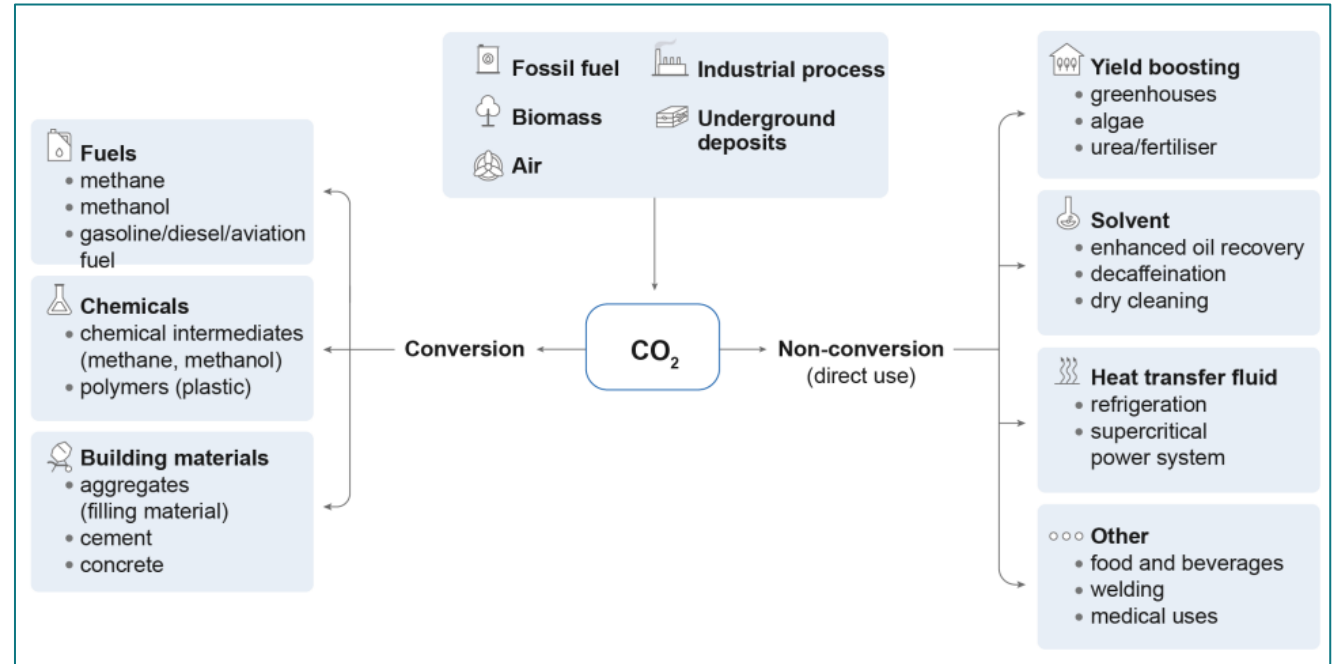 Fossil fuel
Biomass
Air
Industrial process
Underground
deposits
Fuels
• methane
• methanol
• gasoline/diesel/aviation
fuel
Chemicals
• chemical intermediates
(methane, methanol)
• polymers (plastic)
Building materials
• aggregates
(filling material)
• cement
• concrete
Conversion
CO₂
Non-conversion
(direct use)
Yield boosting
• greenhouses
• algae
• urea/fertiliser
Solvent
• enhanced oil recovery
• decaffeination
• dry cleaning
Heat transfer fluid
• refrigeration
• supercritical
power system
Other
• food and beverages
• welding
• medical uses